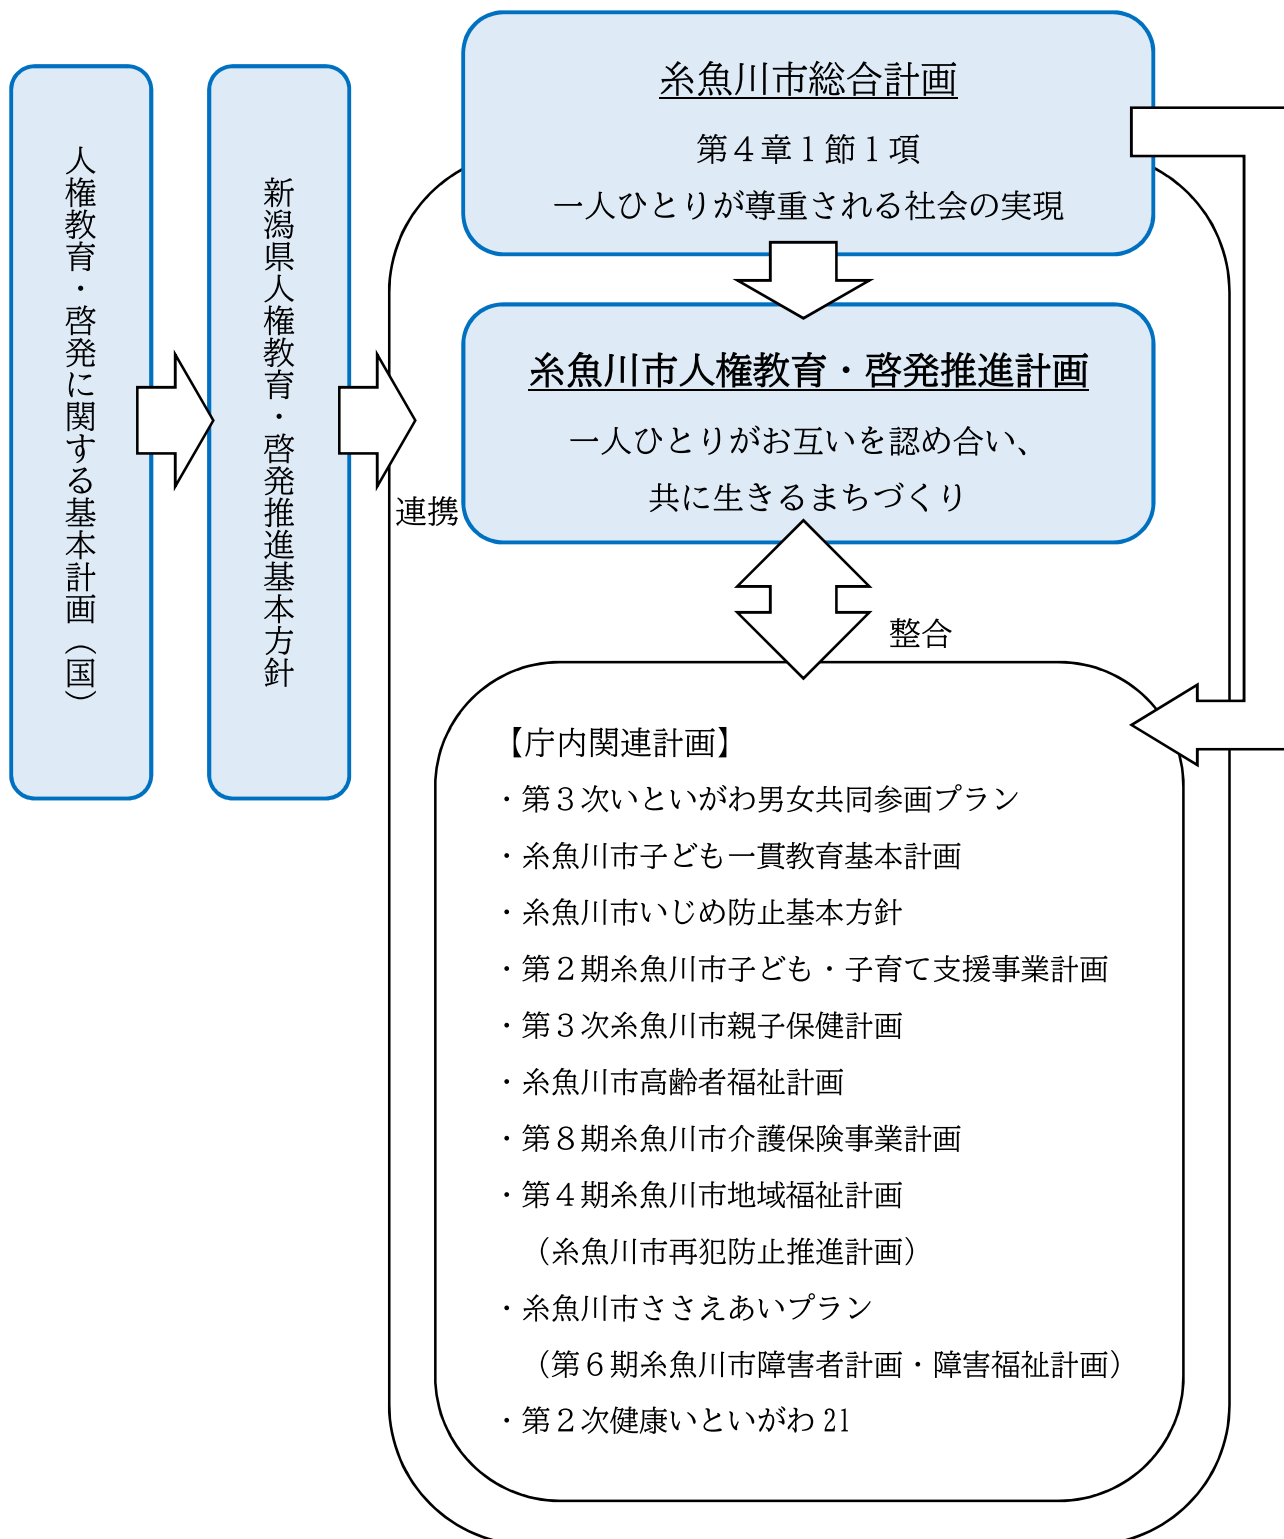 人権教育・啓発に関する基本計画（国）
新潟県人権教育・啓発推進基本方針
糸魚川市総合計画
第４章１節１項
一人ひとりが尊重される社会の実現
糸魚川市人権教育・啓発推進計画
一人ひとりがお互いを認め合い、
共に生きるまちづくり
連携
整合
【庁内関連計画】
・第３次いといがわ男女共同参画プラン
・糸魚川市子ども一貫教育基本計画
・糸魚川市いじめ防止基本方針
・第２期糸魚川市子ども・子育て支援事業計画
・第３次糸魚川市親子保健計画
・糸魚川市高齢者福祉計画
・第８期糸魚川市介護保険事業計画
・第４期糸魚川市地域福祉計画
（糸魚川市再犯防止推進計画）
・糸魚川市ささえあいプラン
（第６期糸魚川市障害者計画・障害福祉計画）
・第２次健康いといがわ 21